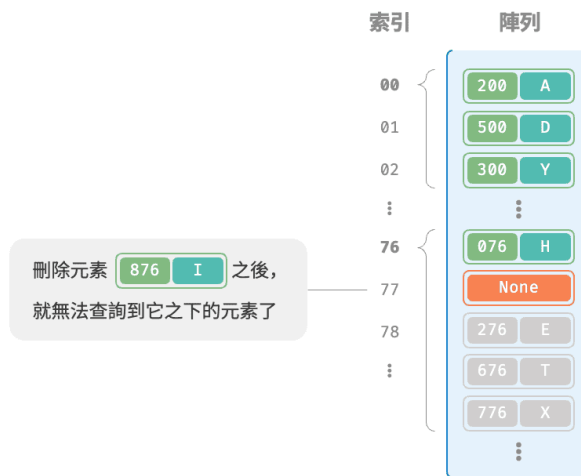 索引 陣列
00 200 A
01 500 D
02 300 Y
76 076 H
刪除元素 876 I 之後，
就無法查詢到它之下的元素了
77 None
78 276 E
676 T
776 X